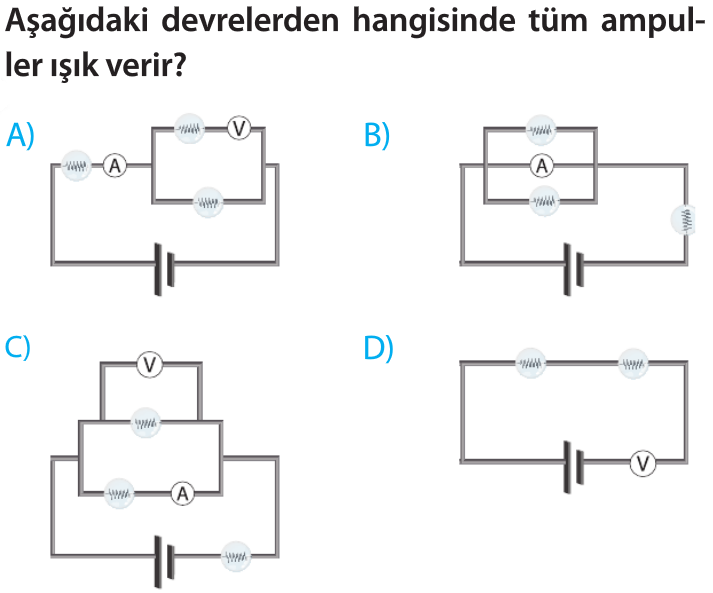 Aşağıdaki devrelerden hangisinde tüm ampul-
ler ışık verir?
A)
V
A
B)
A
C)
V
A
D)
V